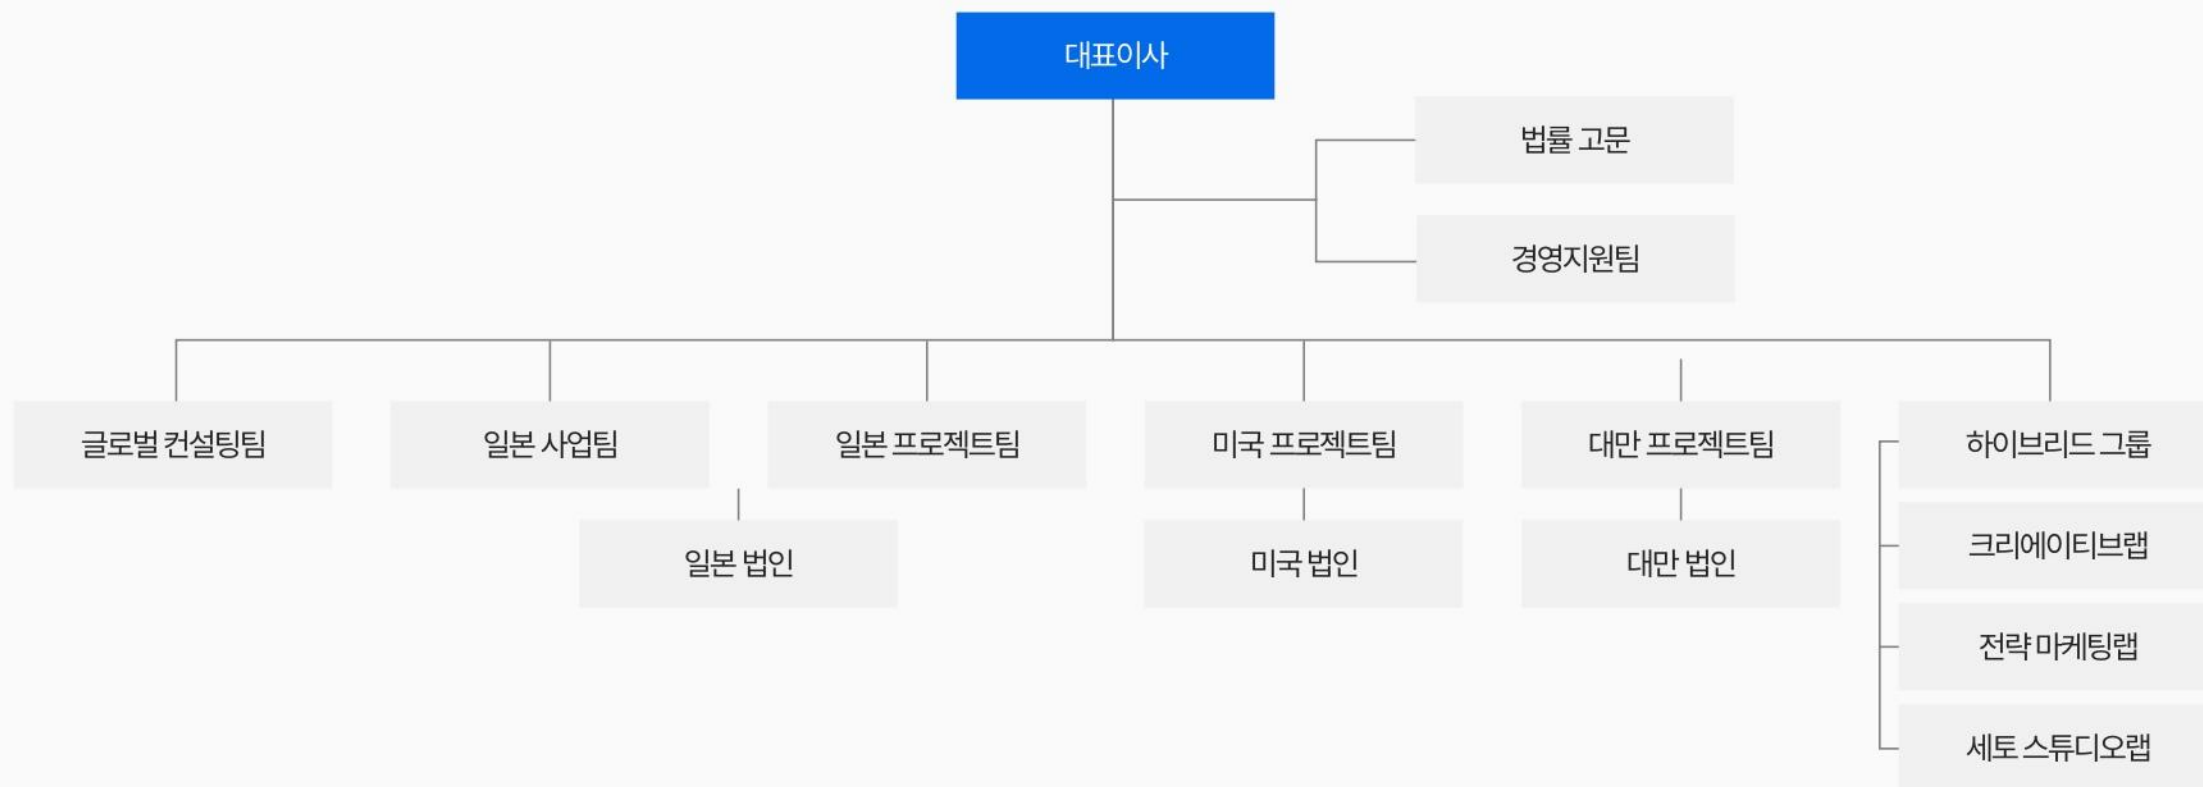 대표이사
법률 고문
경영지원팀
글로벌 컨설팅팀
일본 사업팀
일본 프로젝트팀
미국 프로젝트팀
대만 프로젝트팀
하이브리드 그룹
크리에이티브랩
일본 법인
미국 법인
대만 법인
전략 마케팅랩
세토 스튜디오랩